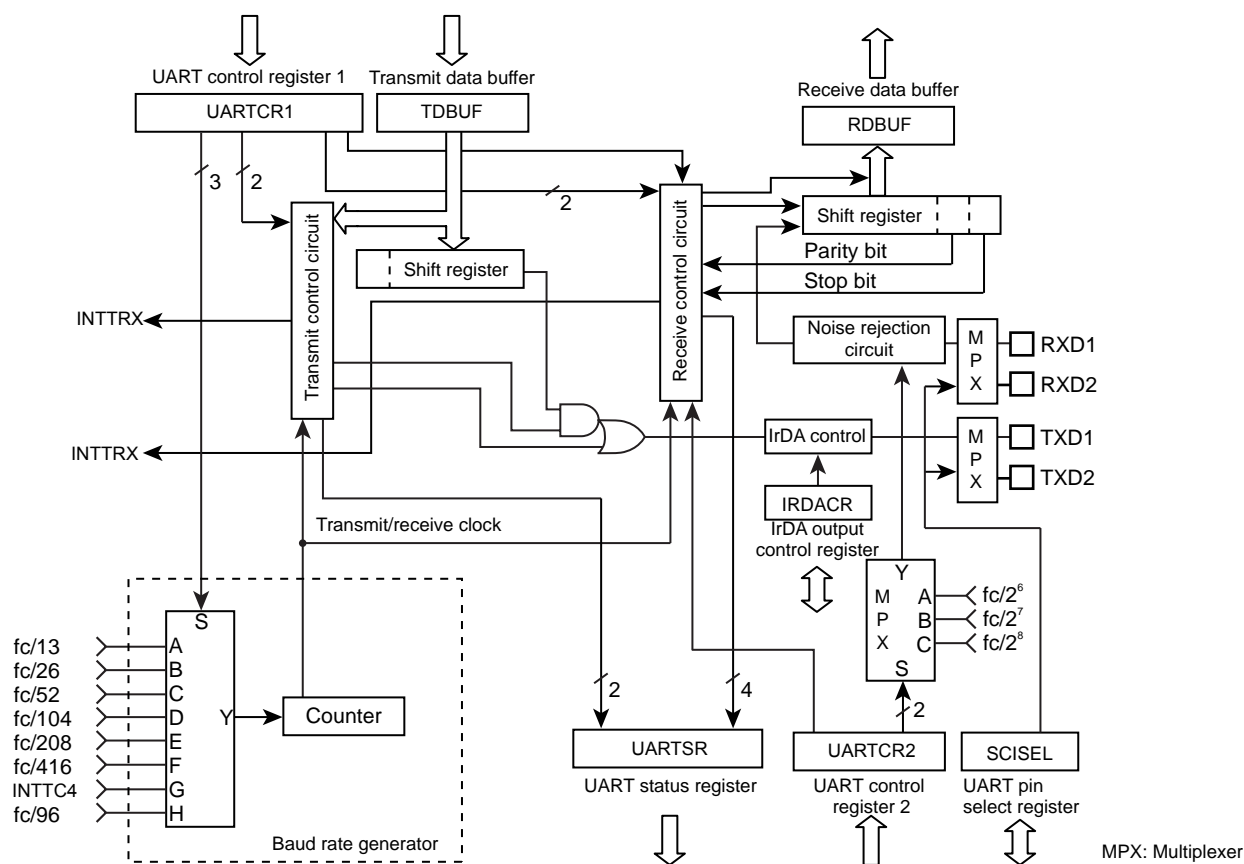 UART control register 1
Transmit data buffer
Receive data buffer
UARTCR1
TDBUF
RDBUF
3
2
2
Transmit control circuit
Receive control circuit
Shift register
Shift register
Parity bit
Stop bit
INTTRX
INTTRX
Noise rejection
circuit
M
P
X
RXD1
RXD2
IrDA control
M
P
X
TXD1
TXD2
IRDACR
IrDA output
control register
Transmit/receive clock
Y
M
P
X
A
B
C
S
fc/2⁶
fc/2⁷
fc/2⁸
2
S
fc/13
A
fc/26
B
fc/52
C
fc/104
D
fc/208
E
fc/416
F
INTTC4
G
fc/96
H
Y
Counter
Baud rate generator
2
4
UARTSR
UART status register
UARTCR2
UART control
register 2
SCISEL
UART pin
select register
MPX: Multiplexer